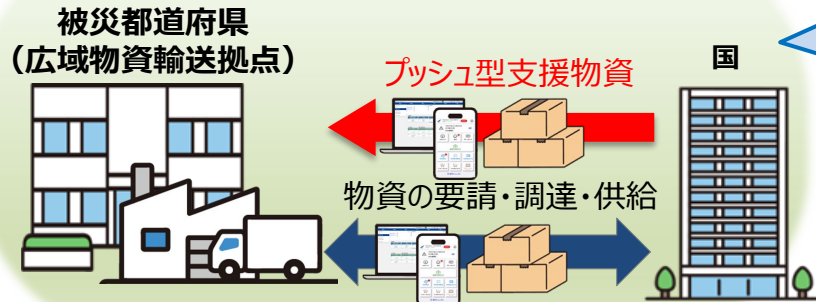 被災都道府県
（広域物資輸送拠点）
国
プッシュ型支援物資
物資の要請・調達・供給